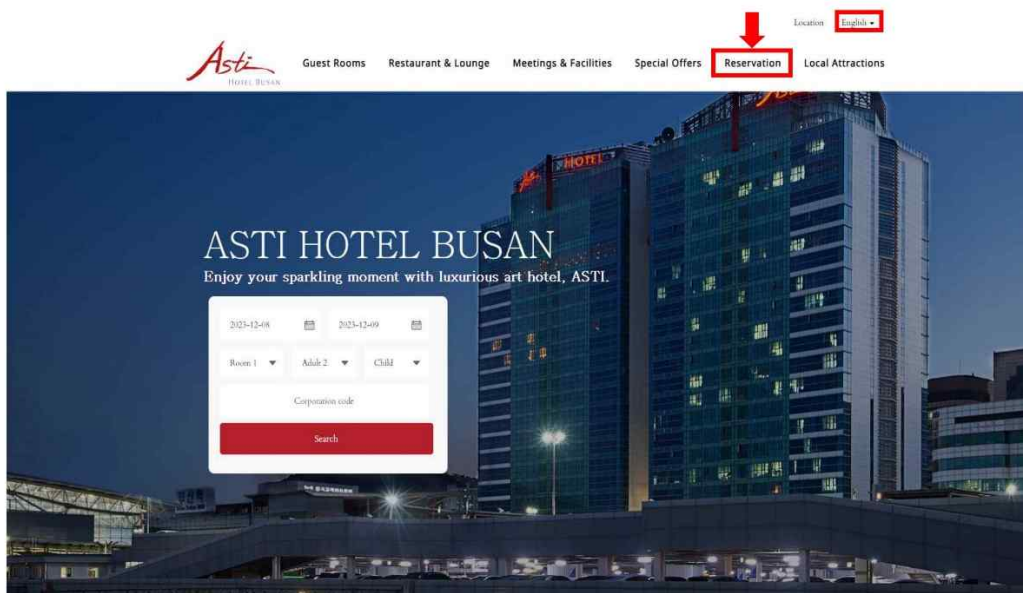 Location English
Asti
HOTEL BUSAN
Guest Rooms Restaurant & Lounge Meetings & Facilities Special Offers Reservation Local Attractions
HOTEL
ASTI HOTEL BUSAN
Enjoy your sparkling moment with luxurious art hotel, ASTI.
2023-12-08 2023-12-09
Room 1 Adult 2 Child
Corporation code
Search